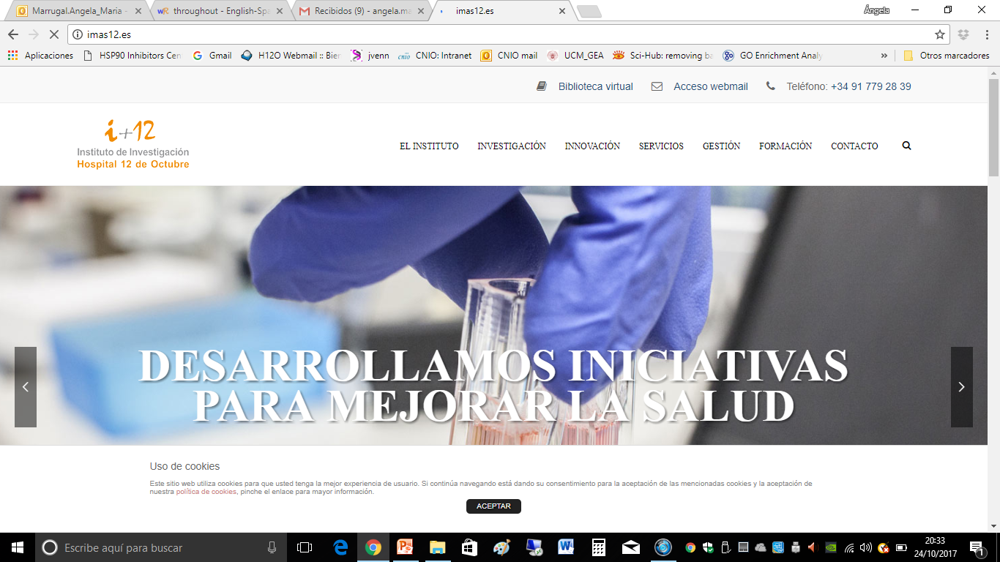 Marrugal.Angela_Maria -
throughout - English-Spa
Recibidos (9) - angela.ma
imas12.es
Ángela
imas12.es
Aplicaciones
HSP90 Inhibitors Cen
Gmail
H12O Webmail :: Bien
jvenn
CNIO: Intranet
CNIO mail
UCM_GEA
Sci-Hub: removing ba
GO Enrichment Analy
»
Otros marcadores
Biblioteca virtual
Acceso webmail
Teléfono: +34 91 779 28 39
i+12
Instituto de Investigación
Hospital 12 de Octubre
EL INSTITUTO
INVESTIGACIÓN
INNOVACIÓN
SERVICIOS
GESTIÓN
FORMACIÓN
CONTACTO
DESARROLLAMOS INICIATIVAS
PARA MEJORAR LA SALUD
Uso de cookies
Este sitio web utiliza cookies para que usted tenga la mejor experiencia de usuario. Si continúa navegando está dando su consentimiento para la aceptación de las mencionadas cookies y la aceptación de
nuestra política de cookies, pinche el enlace para mayor información.
ACEPTAR
Escribe aquí para buscar
20:33
24/10/2017
1